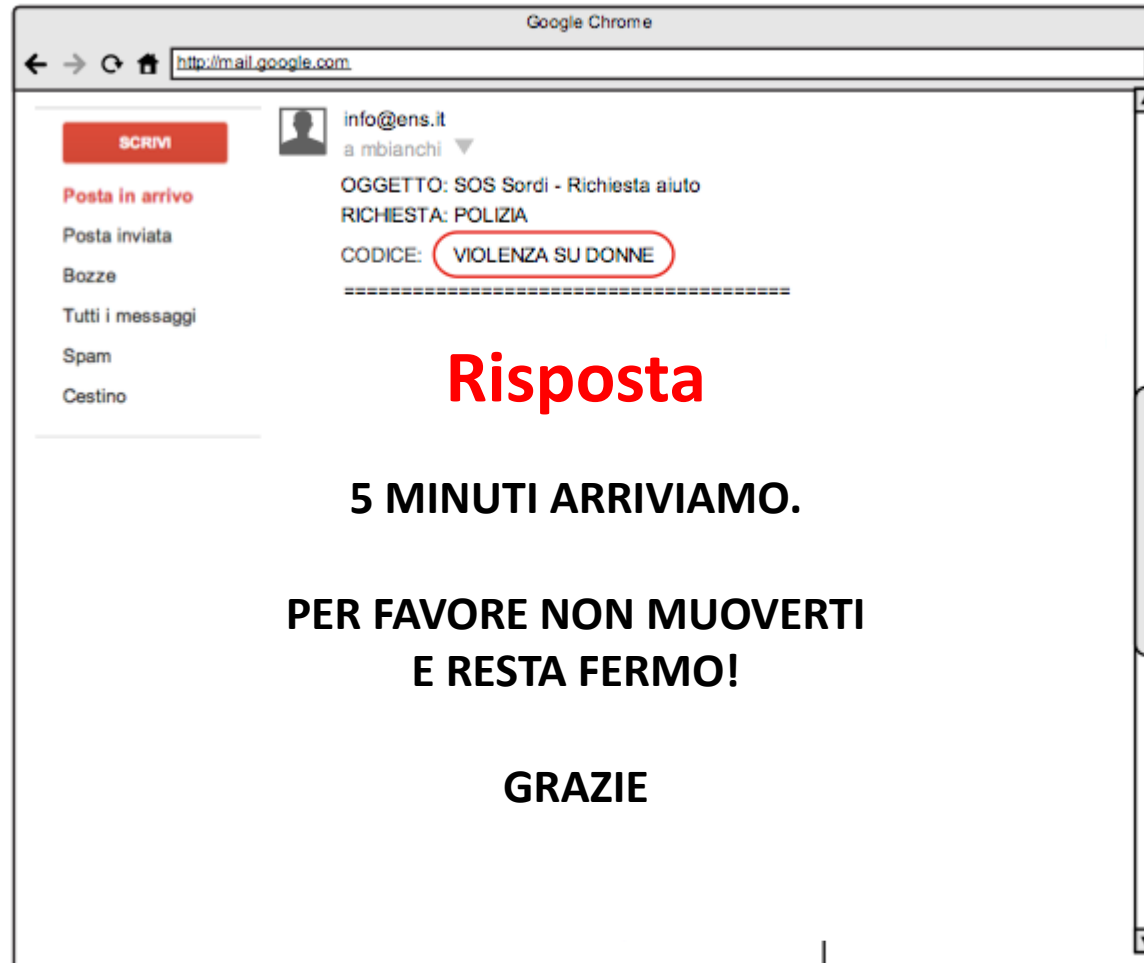 Google Chrome
http://mail.google.com
SCRIVI
Posta in arrivo
Posta inviata
Bozze
Tutti i messaggi
Spam
Cestino
info@ens.it
a mbianchi
OGGETTO: SOS Sordi - Richiesta aiuto
RICHIESTA: POLIZIA
CODICE: VIOLENZA SU DONNE
=======================================
Risposta
5 MINUTI ARRIVIAMO.
PER FAVORE NON MUOVERTI
E RESTA FERMO!
GRAZIE